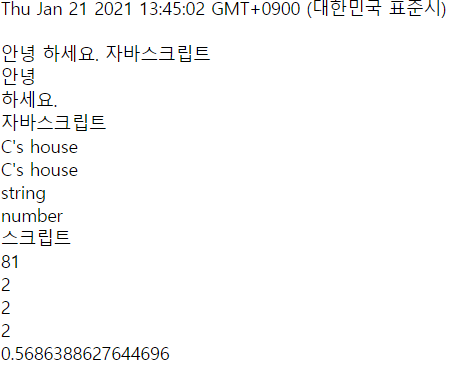 Thu Jan 21 2021 13:45:02 GMT+0900 (대한민국 표준시)
안녕 하세요. 자바스크립트
안녕
하세요.
자바스크립트
C's house
C's house
string
number
스크립트
81
2
2
2
0.5686388627644696